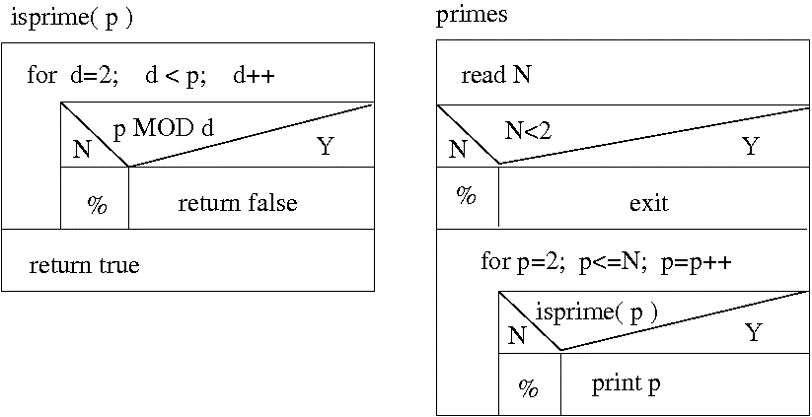 isprime( p )
for d=2; d < p; d++
p MOD d
N
Y
%
return false
return true
primes
read N
N<2
N
Y
%
exit
for p=2; p<=N; p=p++
isprime( p )
N
Y
%
print p